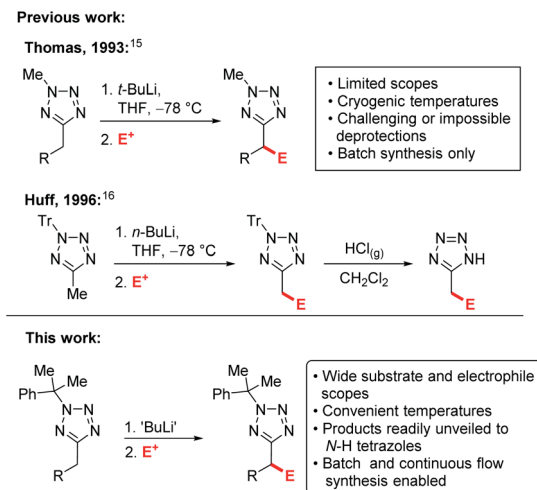 Previous work:
Thomas, 1993:15
Me
N N
N N
R
1. t-BuLi,
THF, −78 °C
2. E+
Me
N N
N N
R E
• Limited scopes
• Cryogenic temperatures
• Challenging or impossible
deprotections
• Batch synthesis only
Huff, 1996:16
Tr
N N
N N
Me
1. n-BuLi,
THF, −78 °C
2. E+
Tr
N N
N N
E
HCl(g)
CH2Cl2
N=N
N NH
E
This work:
Me
Ph Me
N N
N N
R
1. 'BuLi'
2. E+
Me
Ph Me
N N
N N
R E
• Wide substrate and electrophile
scopes
• Convenient temperatures
• Products readily unveiled to
N-H tetrazoles
• Batch and continuous flow
synthesis enabled